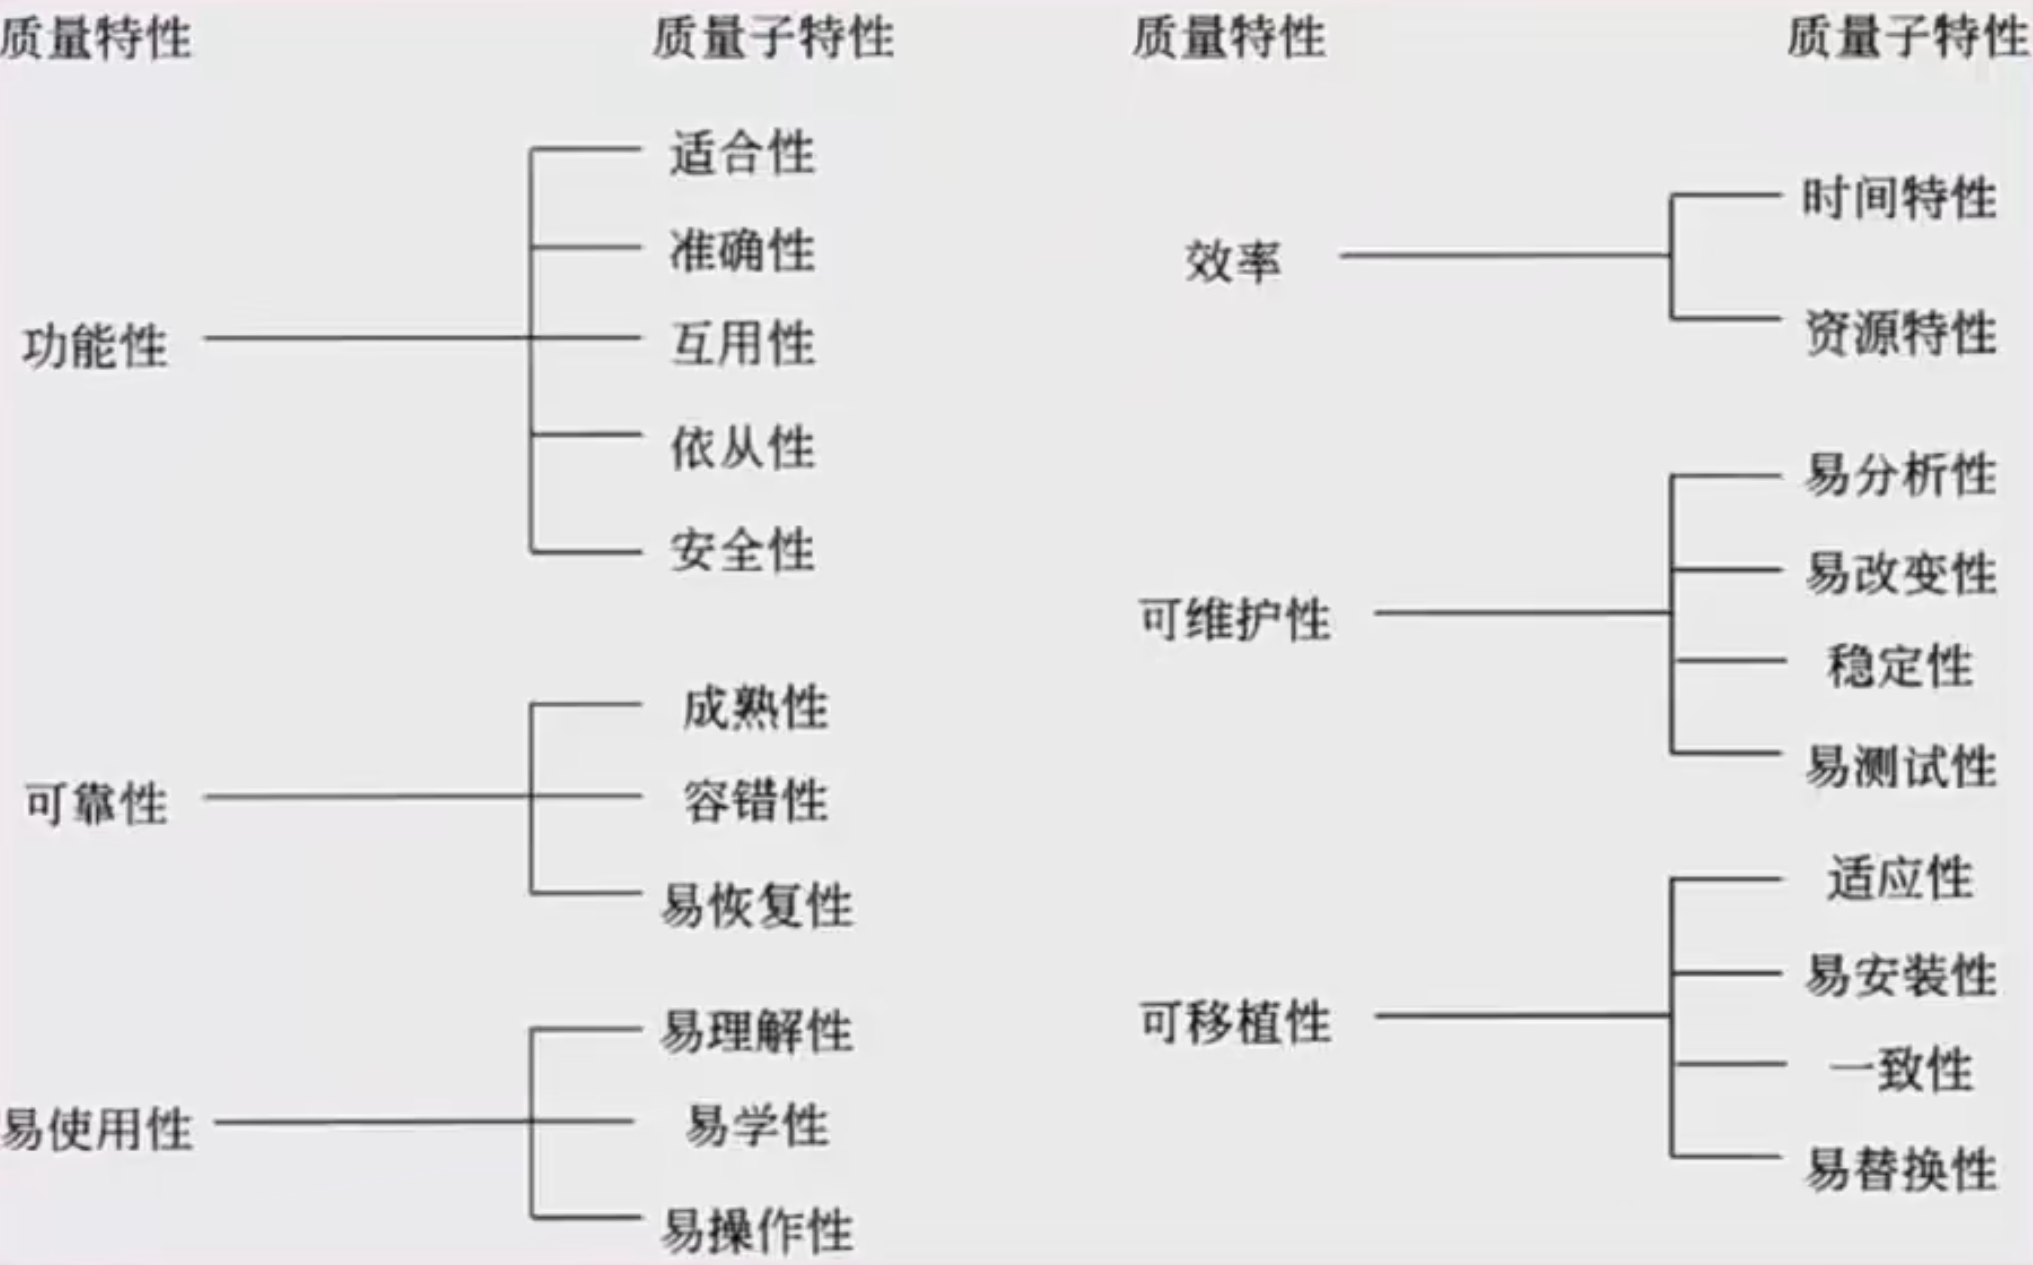 质量特性
质量子特性
功能性
适合性
准确性
互用性
依从性
安全性
可靠性
成熟性
容错性
易恢复性
易使用性
易理解性
易学性
易操作性
质量特性
质量子特性
效率
时间特性
资源特性
可维护性
易分析性
易改变性
稳定性
易测试性
可移植性
适应性
易安装性
一致性
易替换性